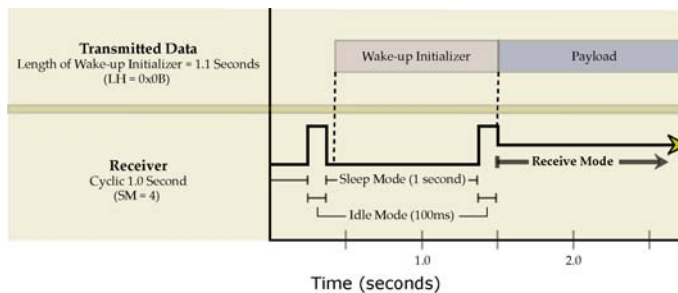 Transmitted Data
Length of Wake-up Initializer = 1.1 Seconds
(LH = 0x0B)
Wake-up Initializer
Payload
Receiver
Cyclic 1.0 Second
(SM = 4)
Sleep Mode (1 second)
Receive Mode
Idle Mode (100ms)
1.0
2.0
Time (seconds)